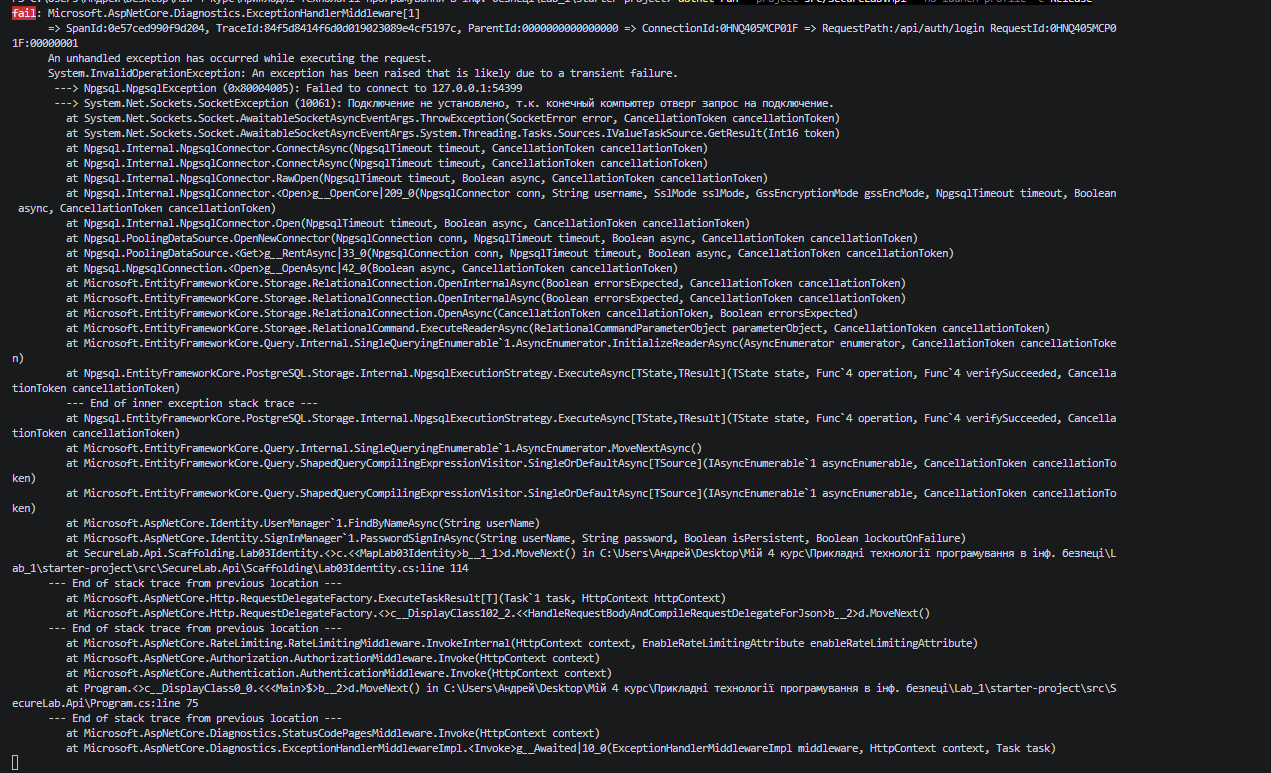 fail: Microsoft.AspNetCore.Diagnostics.ExceptionHandlerMiddleware[1]
=> SpanId:0e57ced990f9d204, TraceId:84f5d8414f6d0d019023089e4cf5197c, ParentId:0000000000000000 => ConnectionId:0HNQ405MCP01F => RequestPath:/api/auth/login RequestId:0HNQ405MCP0
1F:00000001
An unhandled exception has occurred while executing the request.
System.InvalidOperationException: An exception has been raised that is likely due to a transient failure.
---> Npgsql.NpgsqlException (0x80004005): Failed to connect to 127.0.0.1:54399
---> System.Net.Sockets.SocketException (10061): Подключение не установлено, т.к. конечный компьютер отверг запрос на подключение.
at System.Net.Sockets.Socket.AwaitableSocketAsyncEventArgs.ThrowException(SocketError error, CancellationToken cancellationToken)
at System.Net.Sockets.Socket.AwaitableSocketAsyncEventArgs.System.Threading.Tasks.Sources.IValueTaskSource.GetResult(Int16 token)
at Npgsql.Internal.NpgsqlConnector.ConnectAsync(NpgsqlTimeout timeout, CancellationToken cancellationToken)
at Npgsql.Internal.NpgsqlConnector.ConnectAsync(NpgsqlTimeout timeout, CancellationToken cancellationToken)
at Npgsql.Internal.NpgsqlConnector.RawOpen(NpgsqlTimeout timeout, Boolean async, CancellationToken cancellationToken)
at Npgsql.Internal.NpgsqlConnector.<Open>g__OpenCore|209_0(NpgsqlConnector conn, String username, SslMode sslMode, GssEncryptionMode gssEncMode, NpgsqlTimeout timeout, Boolean
async, CancellationToken cancellationToken)
at Npgsql.Internal.NpgsqlConnector.Open(NpgsqlTimeout timeout, Boolean async, CancellationToken cancellationToken)
at Npgsql.PoolingDataSource.OpenNewConnector(NpgsqlConnection conn, NpgsqlTimeout timeout, Boolean async, CancellationToken cancellationToken)
at Npgsql.PoolingDataSource.<Get>g__RentAsync|33_0(NpgsqlConnection conn, NpgsqlTimeout timeout, Boolean async, CancellationToken cancellationToken)
at Npgsql.NpgsqlConnection.<Open>g__OpenAsync|42_0(Boolean async, CancellationToken cancellationToken)
at Microsoft.EntityFrameworkCore.Storage.RelationalConnection.OpenInternalAsync(Boolean errorsExpected, CancellationToken cancellationToken)
at Microsoft.EntityFrameworkCore.Storage.RelationalConnection.OpenInternalAsync(Boolean errorsExpected, CancellationToken cancellationToken)
at Microsoft.EntityFrameworkCore.Storage.RelationalConnection.OpenAsync(CancellationToken cancellationToken, Boolean errorsExpected)
at Microsoft.EntityFrameworkCore.Storage.RelationalCommand.ExecuteReaderAsync(RelationalCommandParameterObject parameterObject, CancellationToken cancellationToken)
at Microsoft.EntityFrameworkCore.Query.Internal.SingleQueryingEnumerable`1.AsyncEnumerator.InitializeReaderAsync(AsyncEnumerator enumerator, CancellationToken cancellationToke
n)
at Npgsql.EntityFrameworkCore.PostgreSQL.Storage.Internal.NpgsqlExecutionStrategy.ExecuteAsync[TState,TResult](TState state, Func`4 operation, Func`4 verifySucceeded, Cancella
tionToken cancellationToken)
--- End of inner exception stack trace ---
at Npgsql.EntityFrameworkCore.PostgreSQL.Storage.Internal.NpgsqlExecutionStrategy.ExecuteAsync[TState,TResult](TState state, Func`4 operation, Func`4 verifySucceeded, Cancella
tionToken cancellationToken)
at Microsoft.EntityFrameworkCore.Query.Internal.SingleQueryingEnumerable`1.AsyncEnumerator.MoveNextAsync()
at Microsoft.EntityFrameworkCore.Query.ShapedQueryCompilingExpressionVisitor.SingleOrDefaultAsync[TSource](IAsyncEnumerable`1 asyncEnumerable, CancellationToken cancellationTo
ken)
at Microsoft.EntityFrameworkCore.Query.ShapedQueryCompilingExpressionVisitor.SingleOrDefaultAsync[TSource](IAsyncEnumerable`1 asyncEnumerable, CancellationToken cancellationTo
ken)
at Microsoft.AspNetCore.Identity.UserManager`1.FindByNameAsync(String userName)
at Microsoft.AspNetCore.Identity.SignInManager`1.PasswordSignInAsync(String userName, String password, Boolean isPersistent, Boolean lockoutOnFailure)
at SecureLab.Api.Scaffolding.Lab03Identity.<>c.<<MapLab03Identity>b__1_1>d.MoveNext() in C:\Users\Андрей\Desktop\Мій 4 курс\Прикладні технології програмування в інф. безпеці\L
ab_1\starter-project\src\SecureLab.Api\Scaffolding\Lab03Identity.cs:line 114
--- End of stack trace from previous location ---
at Microsoft.AspNetCore.Http.RequestDelegateFactory.ExecuteTaskResult[T](Task`1 task, HttpContext httpContext)
at Microsoft.AspNetCore.Http.RequestDelegateFactory.<>c__DisplayClass102_2.<<HandleRequestBodyAndCompileRequestDelegateForJson>b__2>d.MoveNext()
--- End of stack trace from previous location ---
at Microsoft.AspNetCore.RateLimiting.RateLimitingMiddleware.InvokeInternal(HttpContext context, EnableRateLimitingAttribute enableRateLimitingAttribute)
at Microsoft.AspNetCore.Authorization.AuthorizationMiddleware.Invoke(HttpContext context)
at Microsoft.AspNetCore.Authentication.AuthenticationMiddleware.Invoke(HttpContext context)
at Program.<>c__DisplayClass0_0.<<<Main>$>b__2>d.MoveNext() in C:\Users\Андрей\Desktop\Мій 4 курс\Прикладні технології програмування в інф. безпеці\Lab_1\starter-project\src\S
ecureLab.Api\Program.cs:line 75
--- End of stack trace from previous location ---
at Microsoft.AspNetCore.Diagnostics.StatusCodePagesMiddleware.Invoke(HttpContext context)
at Microsoft.AspNetCore.Diagnostics.ExceptionHandlerMiddlewareImpl.<Invoke>g__Awaited|10_0(ExceptionHandlerMiddlewareImpl middleware, HttpContext context, Task task)